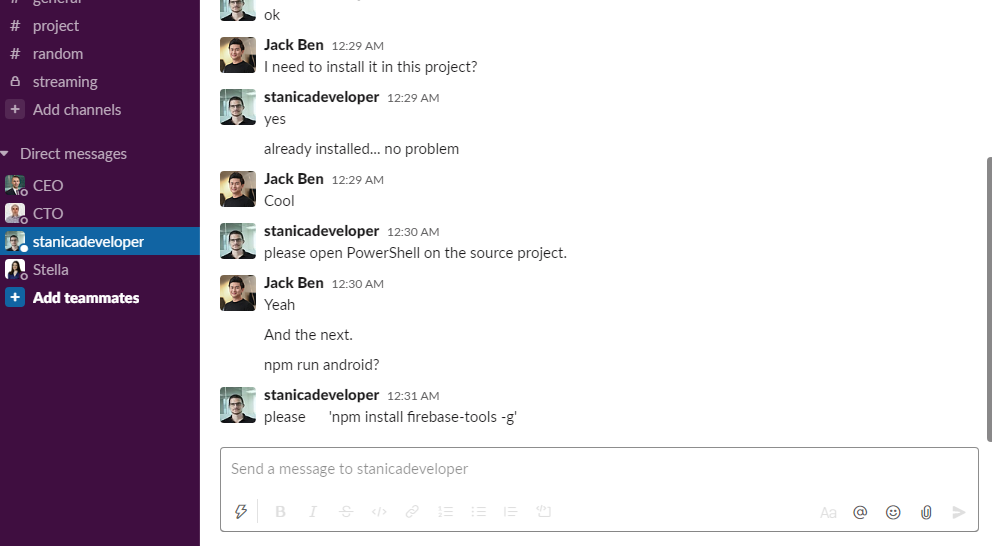 # general
# project
# random
streaming
+ Add channels
Direct messages
CEO
CTO
stanicadeveloper
Stella
+ Add teammates
ok
Jack Ben 12:29 AM
I need to install it in this project?
stanicadeveloper 12:29 AM
yes
already installed... no problem
Jack Ben 12:29 AM
Cool
stanicadeveloper 12:30 AM
please open PowerShell on the source project.
Jack Ben 12:30 AM
Yeah
And the next.
npm run android?
stanicadeveloper 12:31 AM
please 'npm install firebase-tools -g'
Send a message to stanicadeveloper
B I S </> Aa @